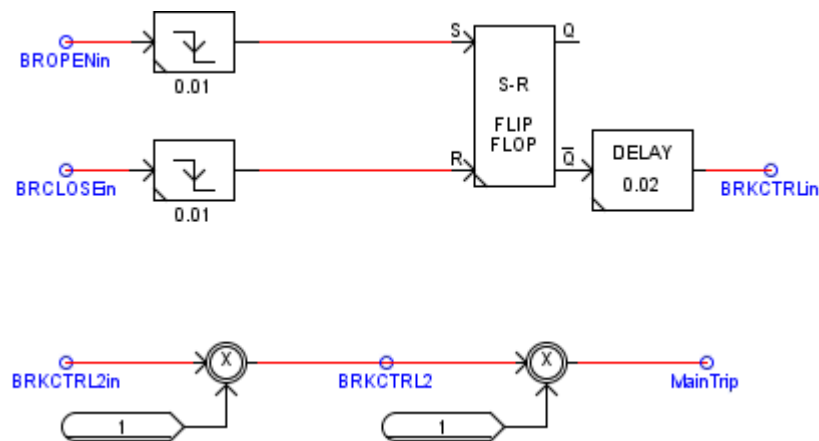 BROPENin
0.01
S
Q
S-R
FLIP
FLOP
BRCLOSEin
0.01
R
Q̅
DELAY
0.02
BRKCTRLin
BRKCTRL2in
X
BRKCTRL2
X
MainTrip
1
1